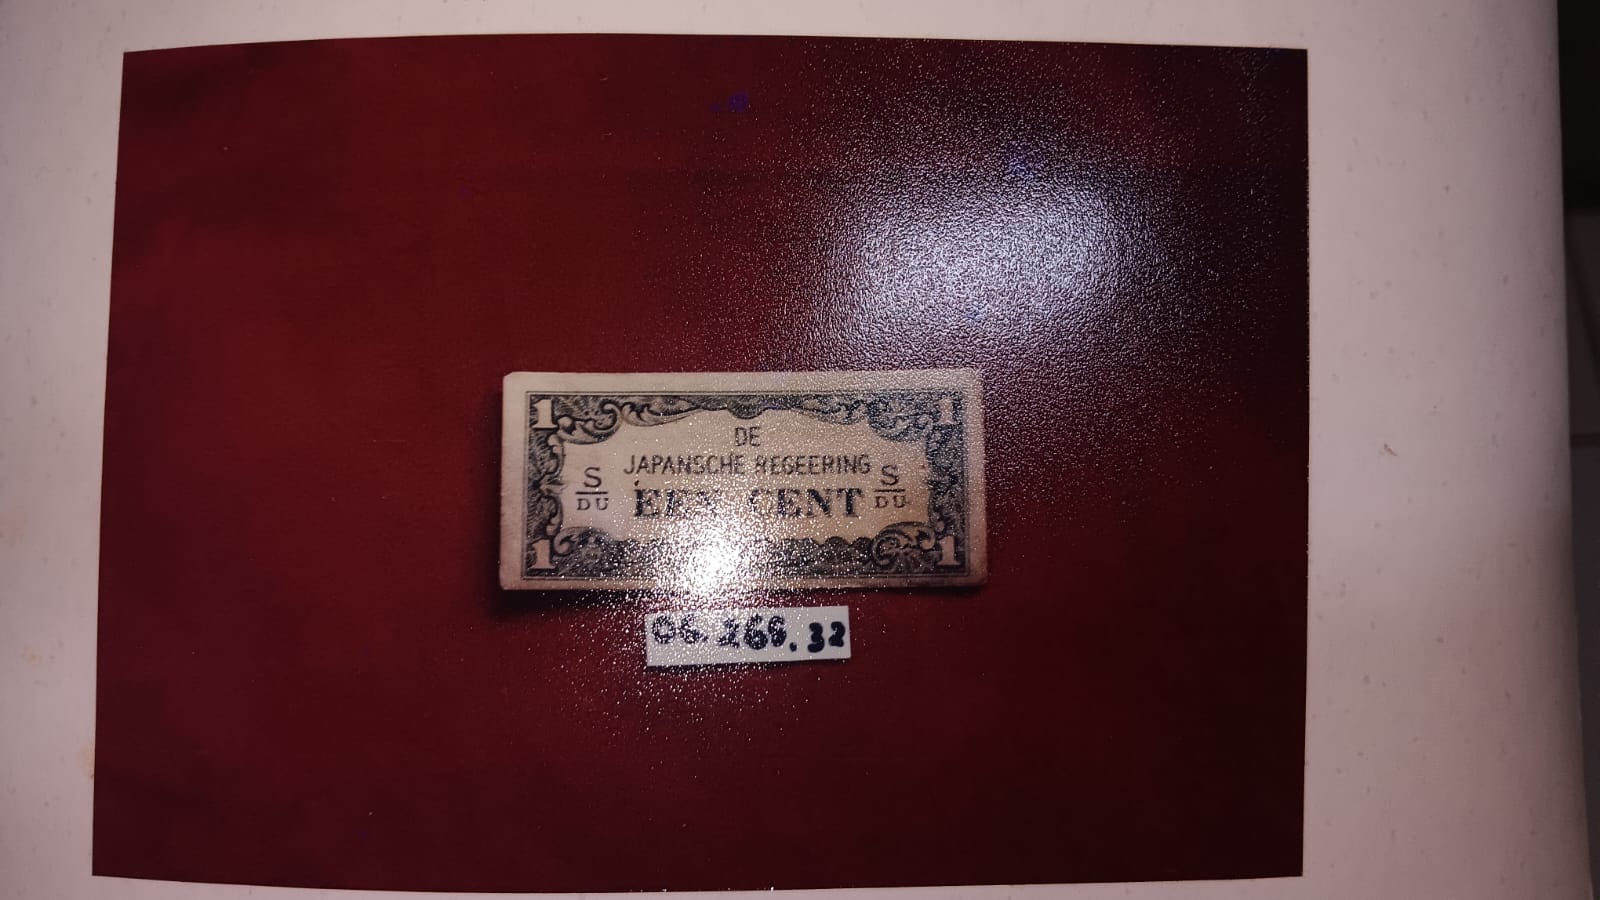 1 1
DE
JAPANSCHE REGEERING
S/DU EEN CENT S/DU
1 1
06.266.32